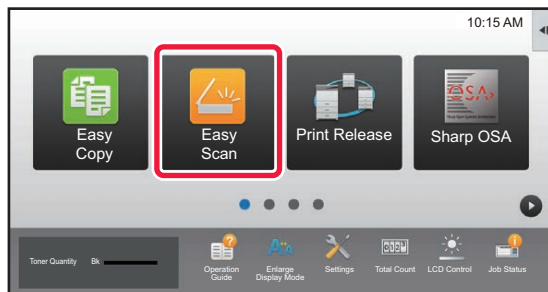 10:15 AM
Easy
Copy
Easy
Scan
Print Release
OSA
Sharp OSA
Toner Quantity Bk
Operation
Guide
Enlarge
Display Mode
Settings
Total Count
LCD Control
Job Status